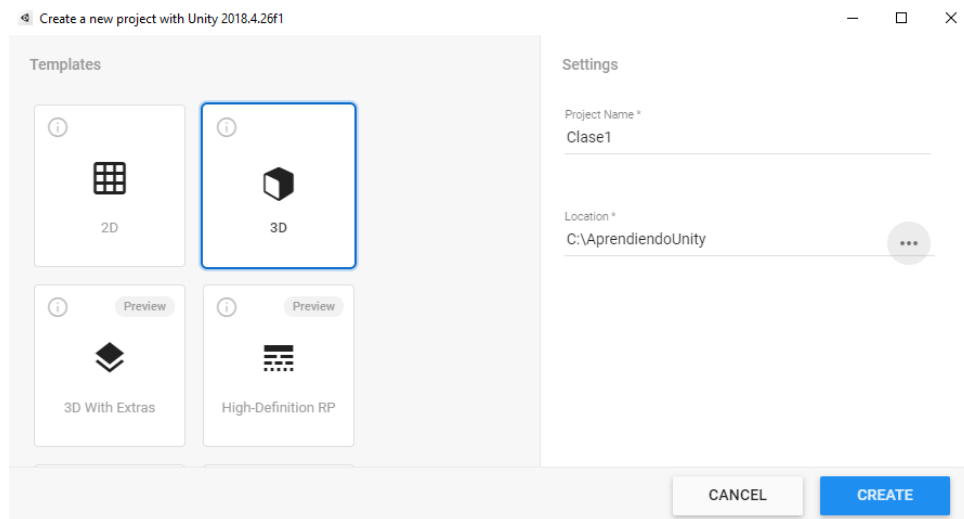 Create a new project with Unity 2018.4.26f1
Templates
2D
3D
Preview
3D With Extras
Preview
High-Definition RP
Settings
Project Name *
Clase1
Location *
C:\AprendiendoUnity
CANCEL
CREATE